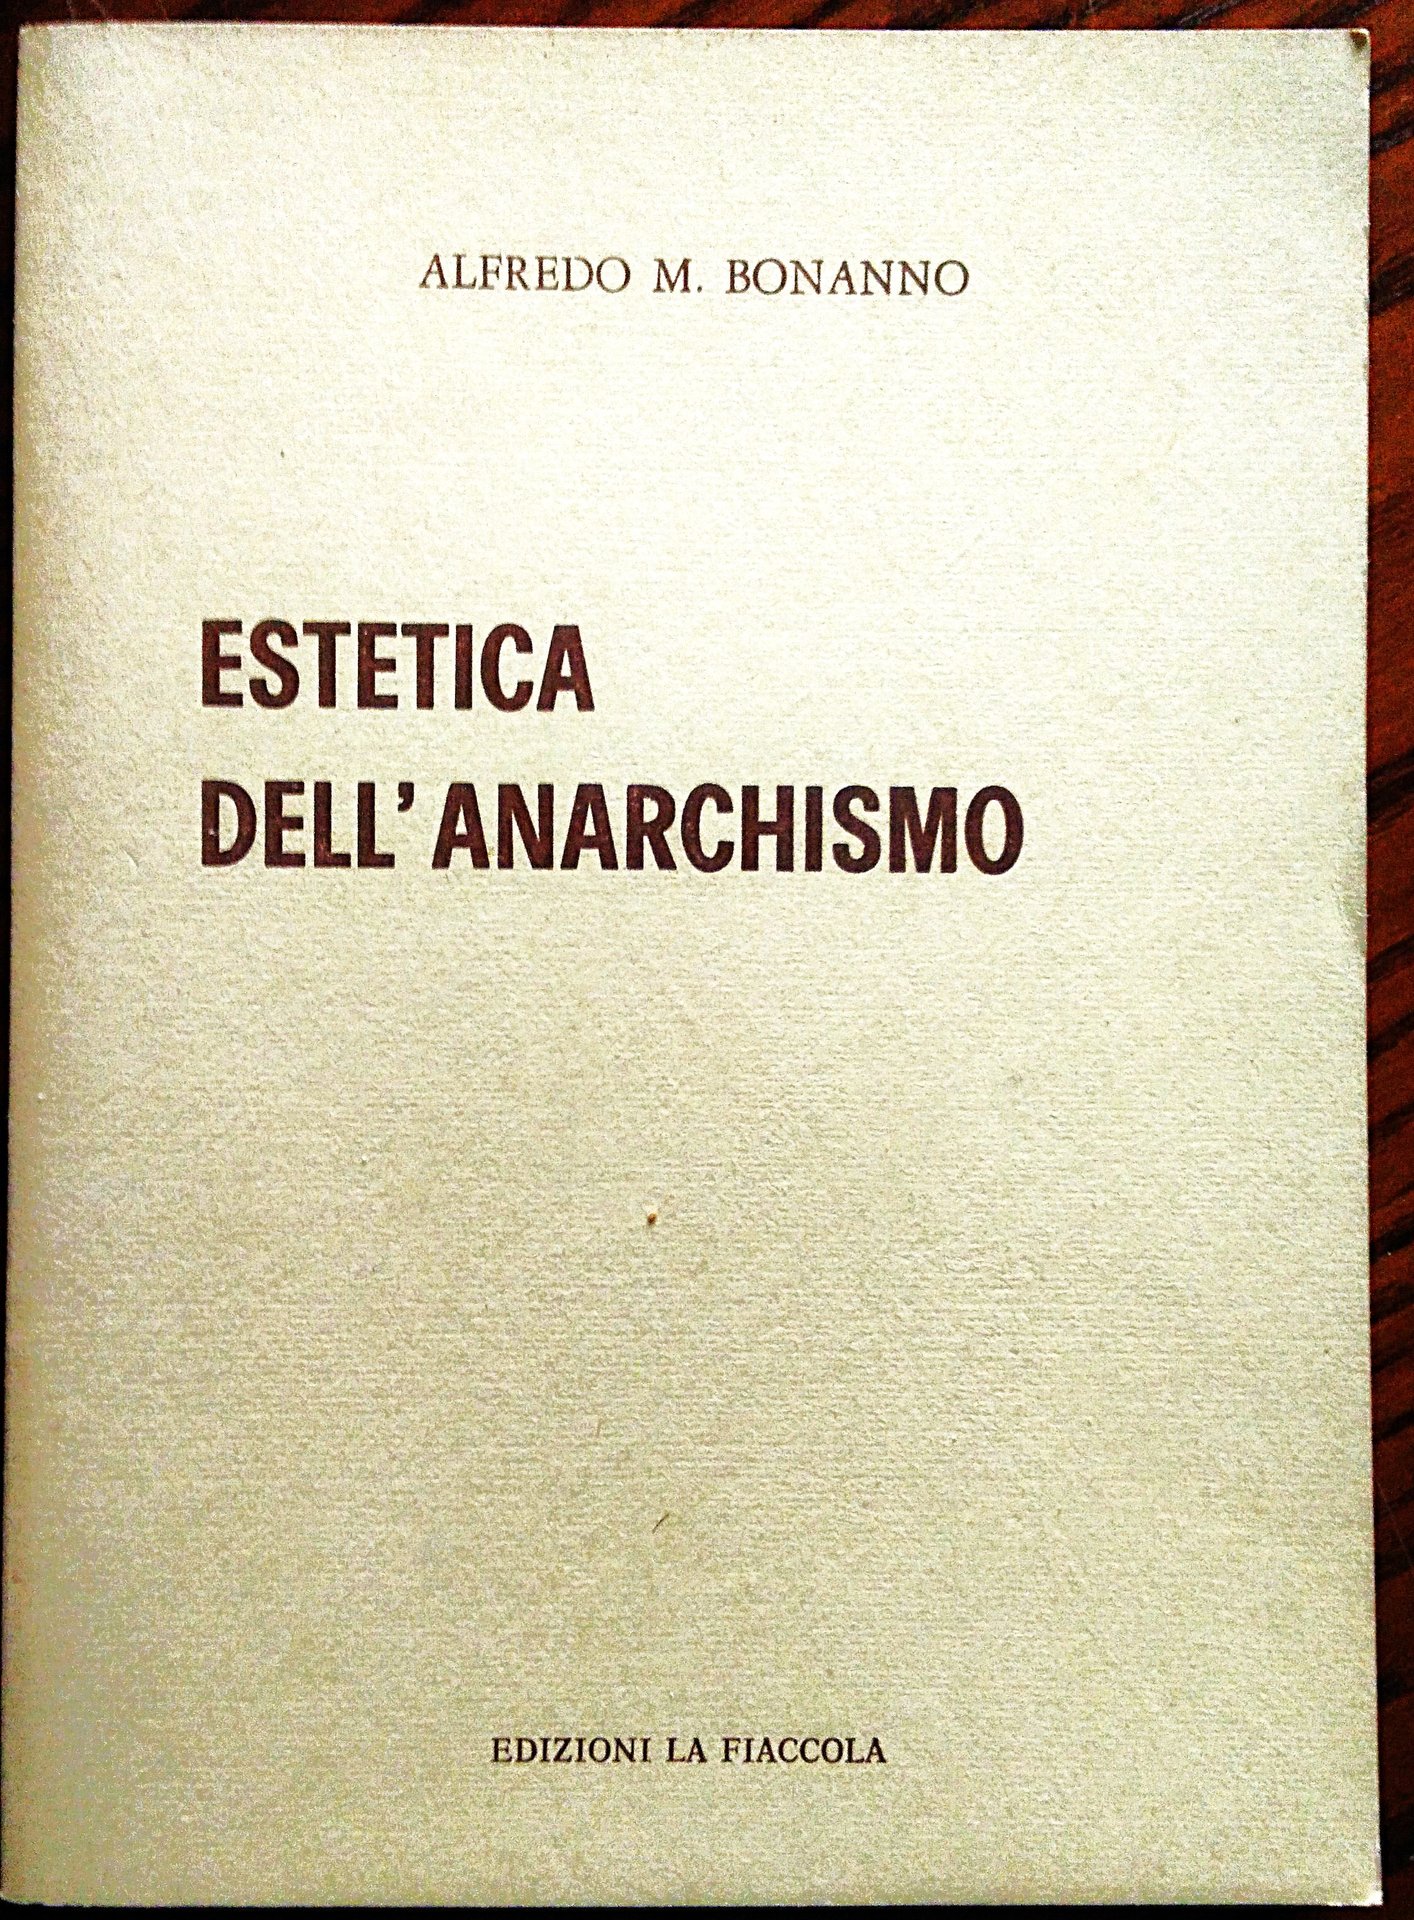 ALFREDO M. BONANNO
ESTETICA
DELL'ANARCHISMO
EDIZIONI LA FIACCOLA